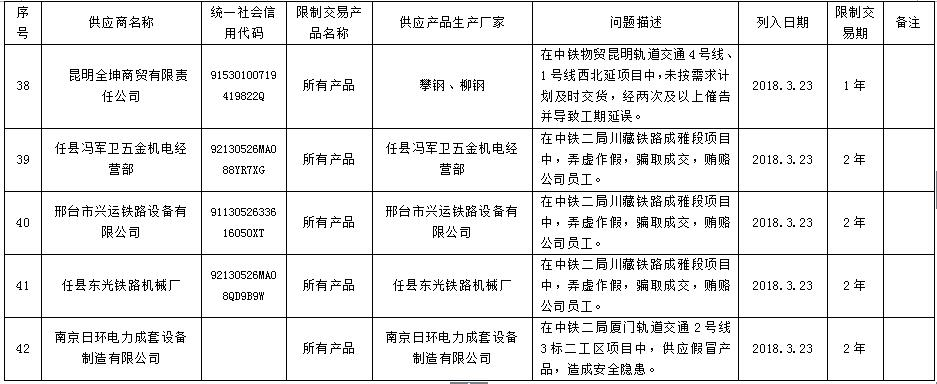 序号 供应商名称 统一社会信用代码 限制交易产品名称 供应产品生产厂家 问题描述 列入日期 限制交易期 备注
38 昆明全坤商贸有限责任公司 91530100719419822Q 所有产品 攀钢、柳钢 在中铁物贸昆明轨道交通4号线、1号线西北延项目中,未按需求计划及时交货,经两次及以上催告并导致工期延误。 2018.3.23 1年
39 任县冯军卫五金机电经营部 92130526MA088YR7XG 所有产品 任县冯军卫五金机电经营部 在中铁二局川藏铁路成雅段项目中,弄虚作假,骗取成交,贿赂公司员工。 2018.3.23 2年
40 邢台市兴运铁路设备有限公司 9113052633616050XT 所有产品 邢台市兴运铁路设备有限公司 在中铁二局川藏铁路成雅段项目中,弄虚作假,骗取成交,贿赂公司员工。 2018.3.23 2年
41 任县东光铁路机械厂 92130526MA08QD9B9W 所有产品 任县东光铁路机械厂 在中铁二局川藏铁路成雅段项目中,弄虚作假,骗取成交,贿赂公司员工。 2018.3.23 2年
42 南京日环电力成套设备制造有限公司 所有产品 南京日环电力成套设备制造有限公司 在中铁二局厦门轨道交通2号线3标二工区项目中,供应假冒产品,造成安全隐患。 2018.3.23 2年